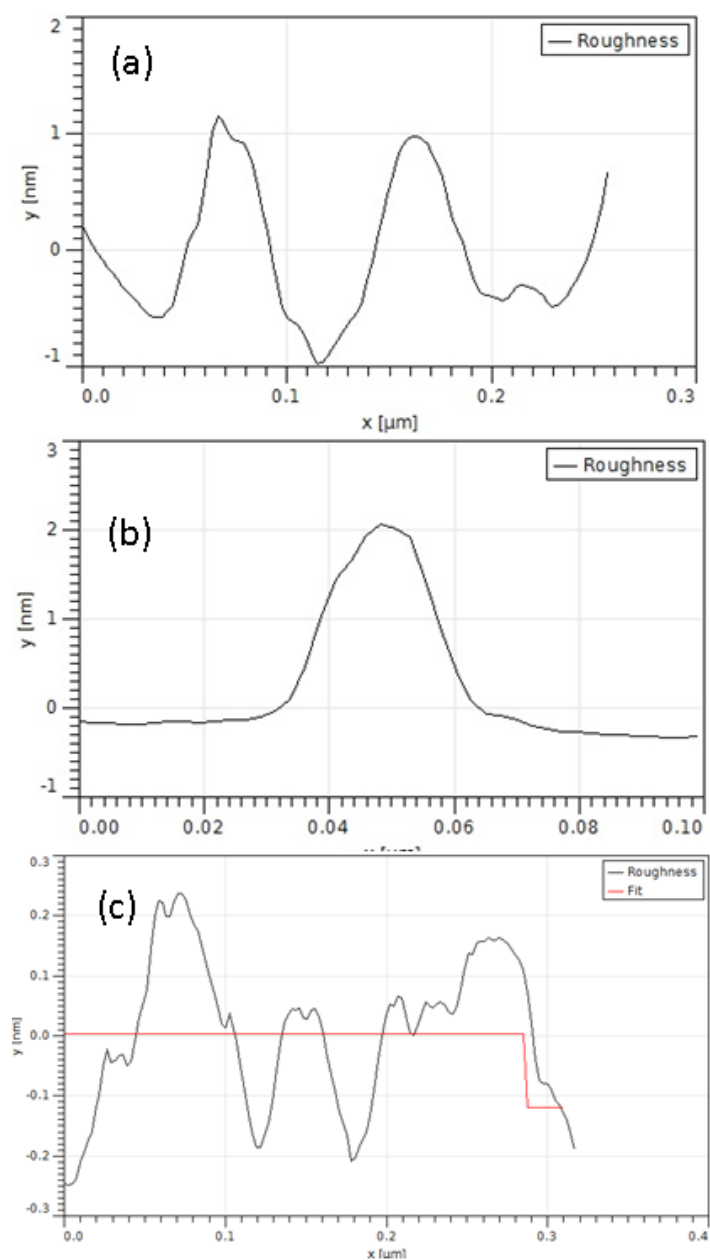 2
(a)
— Roughness
1
y [nm]
0
-1
0.0 0.1 0.2 0.3
x [µm]
3
— Roughness
(b)
2
y [nm]
1
0
-1
0.00 0.02 0.04 0.06 0.08 0.10
0.3
(c)
— Roughness
— Fit
0.2
0.1
y [nm]
0.0
-0.1
-0.2
-0.3
0.0 0.1 0.2 0.3 0.4
x [µm]